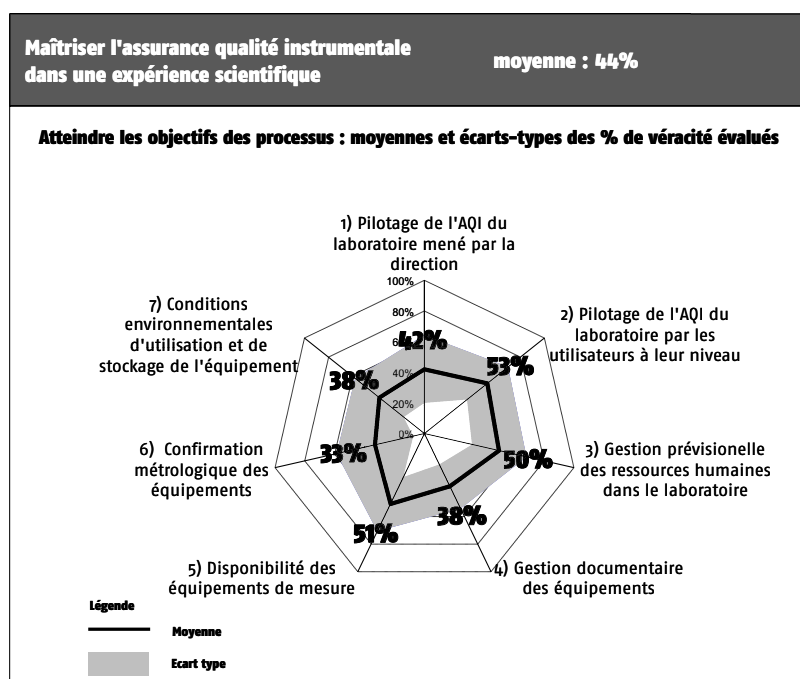 Maîtriser l'assurance qualité instrumentale
dans une expérience scientifique
moyenne : 44%
Atteindre les objectifs des processus : moyennes et écarts-types des % de véracité évalués
1) Pilotage de l'AQI du
laboratoire mené par la
direction
100%
80%
42%
40%
20%
0%
2) Pilotage de l'AQI du
laboratoire par les
utilisateurs à leur niveau
53%
3) Gestion prévisionelle
des ressources humaines
dans le laboratoire
50%
4) Gestion documentaire
des équipements
38%
5) Disponibilité des
équipements de mesure
51%
6) Confirmation
métrologique des
équipements
33%
7) Conditions
environnementales
d'utilisation et de
stockage de l'équipement
38%
Légende
Moyenne
Ecart type